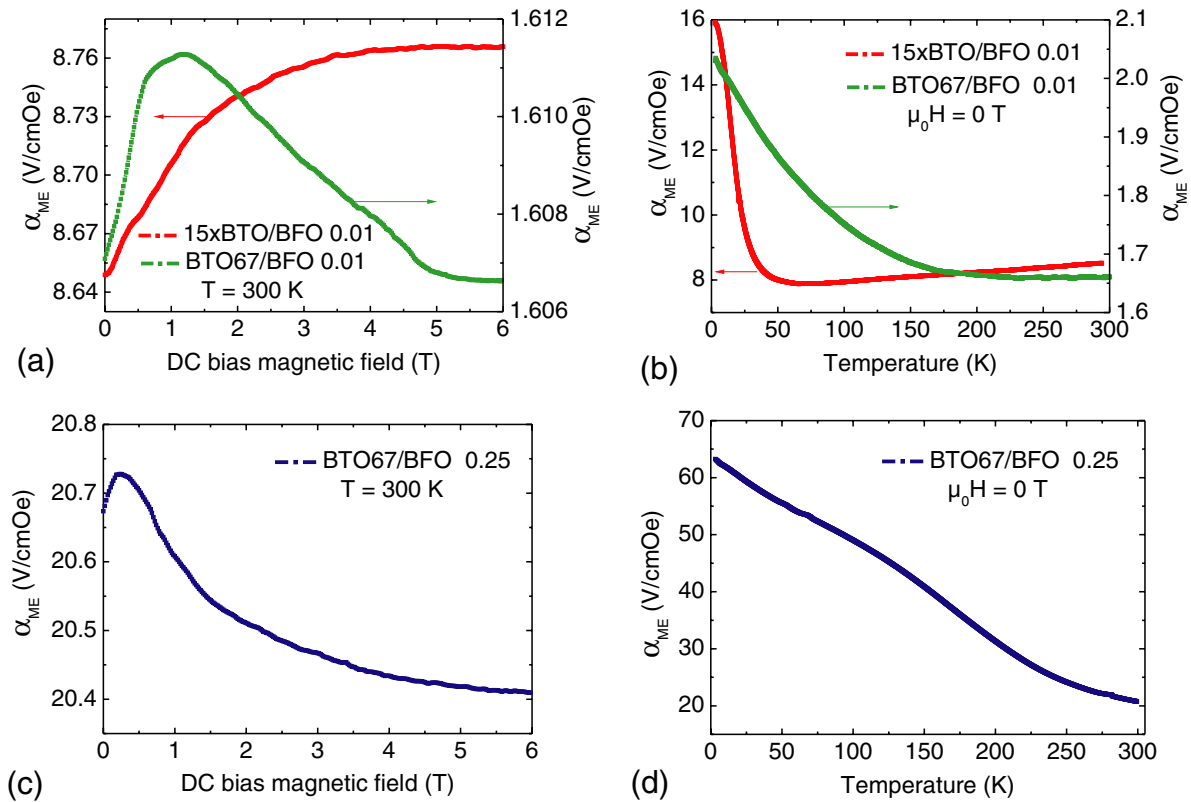 8.76
8.73
8.70
8.67
8.64
α_ME (V/cmOe)
1.612
1.610
1.608
1.606
α_ME (V/cmOe)
15xBTO/BFO 0.01
BTO67/BFO 0.01
T = 300 K
0 1 2 3 4 5 6
DC bias magnetic field (T)
(a)
16
14
12
10
8
α_ME (V/cmOe)
2.1
2.0
1.9
1.8
1.7
1.6
α_ME (V/cmOe)
15xBTO/BFO 0.01
BTO67/BFO 0.01
μ₀H = 0 T
0 50 100 150 200 250 300
Temperature (K)
(b)
20.8
20.7
20.6
20.5
20.4
α_ME (V/cmOe)
BTO67/BFO 0.25
T = 300 K
0 1 2 3 4 5 6
DC bias magnetic field (T)
(c)
70
60
50
40
30
20
α_ME (V/cmOe)
BTO67/BFO 0.25
μ₀H = 0 T
0 50 100 150 200 250 300
Temperature (K)
(d)